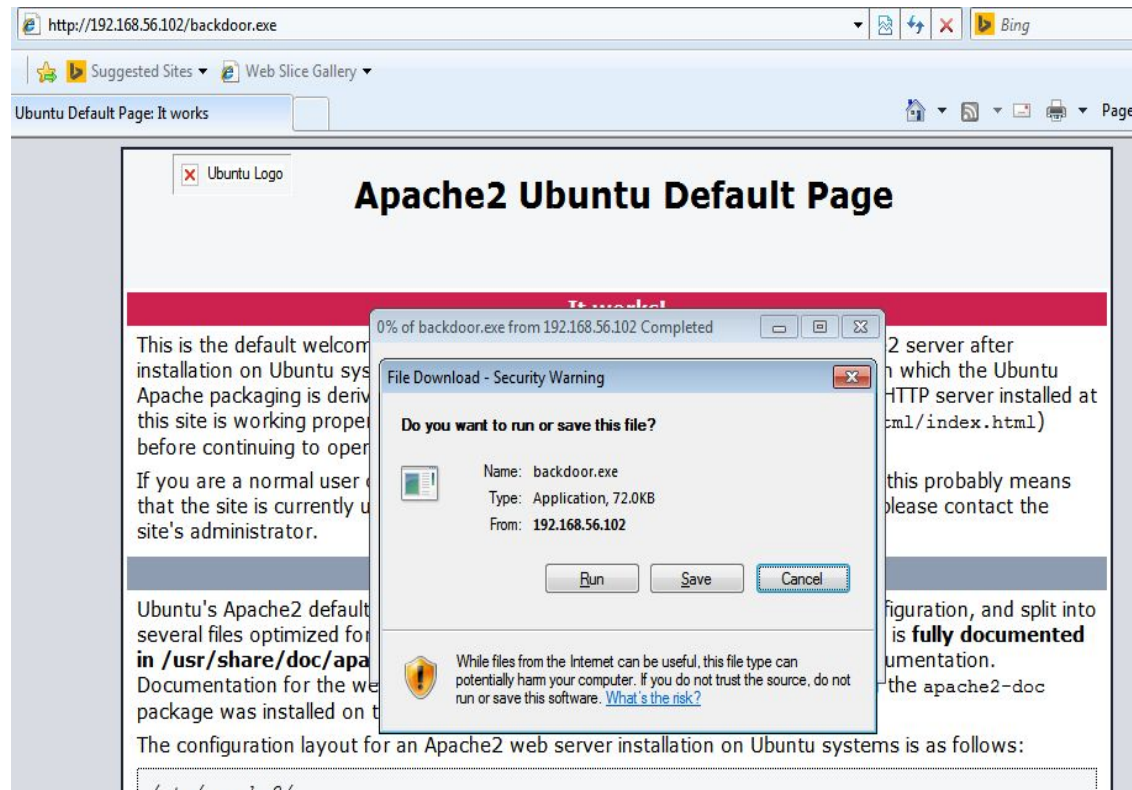 http://192.168.56.102/backdoor.exe
Bing
Suggested Sites
Web Slice Gallery
Ubuntu Default Page: It works
Page
Ubuntu Logo
Apache2 Ubuntu Default Page
It works!
0% of backdoor.exe from 192.168.56.102 Completed
This is the default welcom 2 server after
installation on Ubuntu sys which the Ubuntu
File Download - Security Warning
Apache packaging is deriv HTTP server installed at
this site is working proper ml/index.html)
before continuing to oper
Do you want to run or save this file?
Name: backdoor.exe
Type: Application, 72.0KB
From: 192.168.56.102
If you are a normal user this probably means
that the site is currently u please contact the
site's administrator.
Run Save Cancel
Ubuntu's Apache2 default figuration, and split into
several files optimized for is fully documented
in /usr/share/doc/apa umentation.
Documentation for the we the apache2-doc
package was installed on t
While files from the Internet can be useful, this file type can
potentially harm your computer. If you do not trust the source, do not
run or save this software. What's the risk?
The configuration layout for an Apache2 web server installation on Ubuntu systems is as follows: